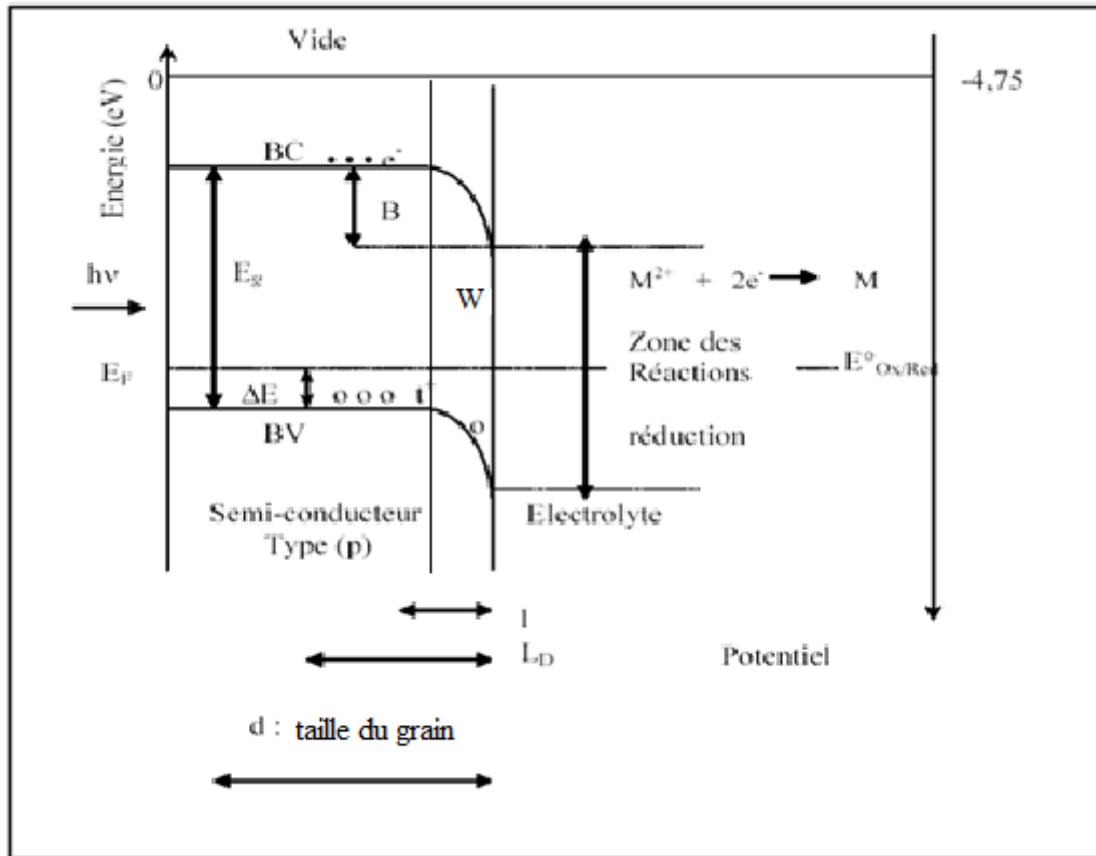 Vide
0
-4,75
Energie (eV)
BC • • • e-
B
hν
Eg
W
M2+ + 2e- → M
Zone des
Réactions
réduction
EF
E°Ox/Red
ΔE
o o o t+
o
BV
Semi-conducteur
Type (p)
Electrolyte
l
LD
Potentiel
d : taille du grain